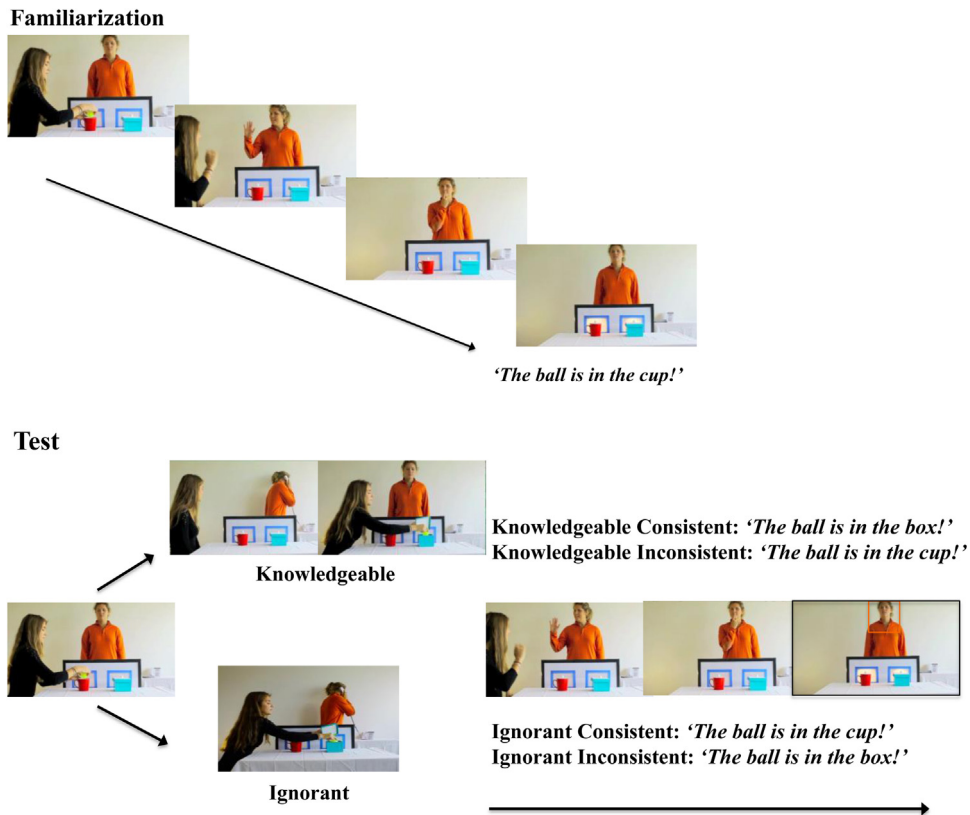 Familiarization
‘The ball is in the cup!’
Test
Knowledgeable
Knowledgeable Consistent: ‘The ball is in the box!’
Knowledgeable Inconsistent: ‘The ball is in the cup!’
Ignorant
Ignorant Consistent: ‘The ball is in the cup!’
Ignorant Inconsistent: ‘The ball is in the box!’